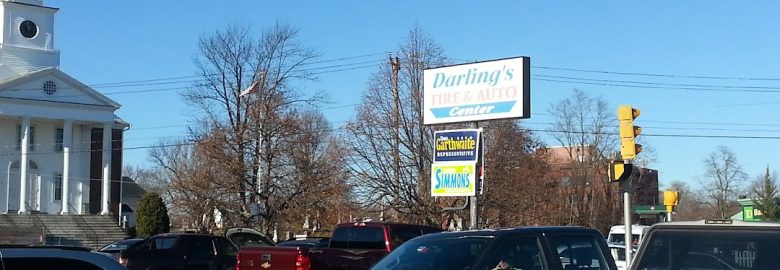 Darling's
TIRE & AUTO
Center
Garthwaite
REPRESENTATIVE
SIMMONS